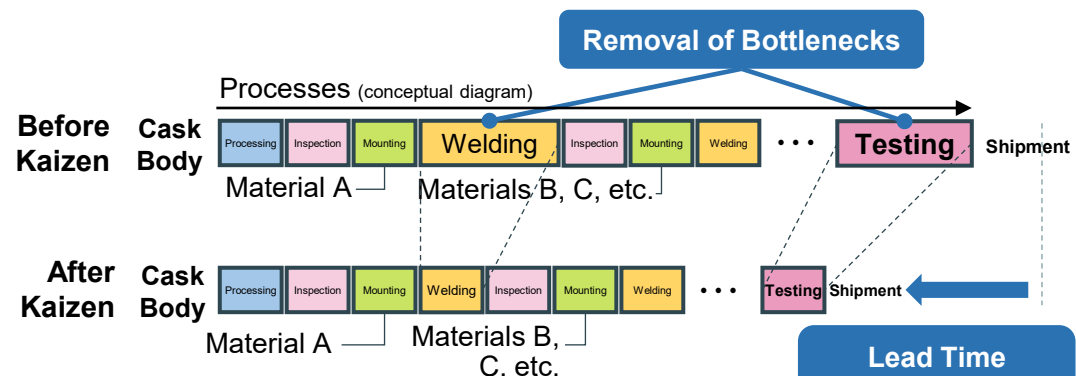 Removal of Bottlenecks
Processes (conceptual diagram)
Before Kaizen
Cask Body
Processing
Inspection
Mounting
Welding
Inspection
Mounting
Welding
• • •
Testing
Shipment
Material A
Materials B, C, etc.
After Kaizen
Cask Body
Processing
Inspection
Mounting
Welding
Inspection
Mounting
Welding
• • •
Testing
Shipment
Material A
Materials B,
C, etc.
Lead Time